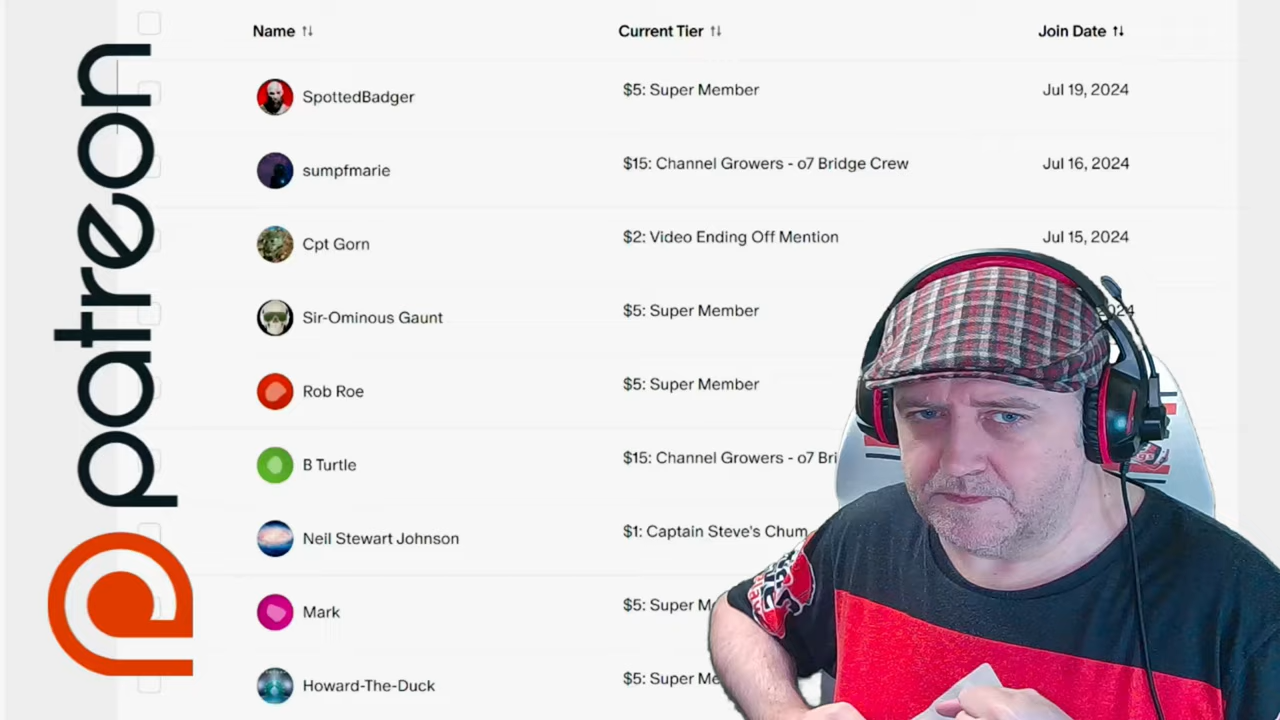 patreon
Name Current Tier Join Date
SpottedBadger $5: Super Member Jul 19, 2024
sumpfmarie $15: Channel Growers - o7 Bridge Crew Jul 16, 2024
Cpt Gorn $2: Video Ending Off Mention Jul 15, 2024
Sir-Ominous Gaunt $5: Super Member 2024
Rob Roe $5: Super Member
B Turtle $15: Channel Growers - o7 Bri
Neil Stewart Johnson $1: Captain Steve's Chum
Mark $5: Super M
Howard-The-Duck $5: Super Me